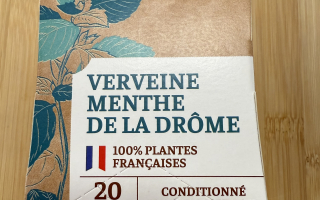 VERVEINE
MENTHE
DE LA DRÔME
100% PLANTES
FRANÇAISES
20
CONDITIONNÉ